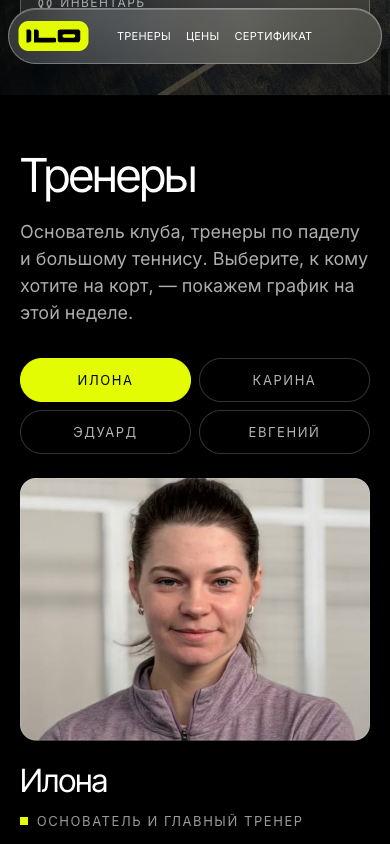 ИНВЕНТАРЬ
ILO ТРЕНЕРЫ ЦЕНЫ СЕРТИФИКАТ
Тренеры
Основатель клуба, тренеры по паделу
и большому теннису. Выберите, к кому
хотите на корт, — покажем график на
этой неделе.
ИЛОНА КАРИНА
ЭДУАРД ЕВГЕНИЙ
Илона
ОСНОВАТЕЛЬ И ГЛАВНЫЙ ТРЕНЕР